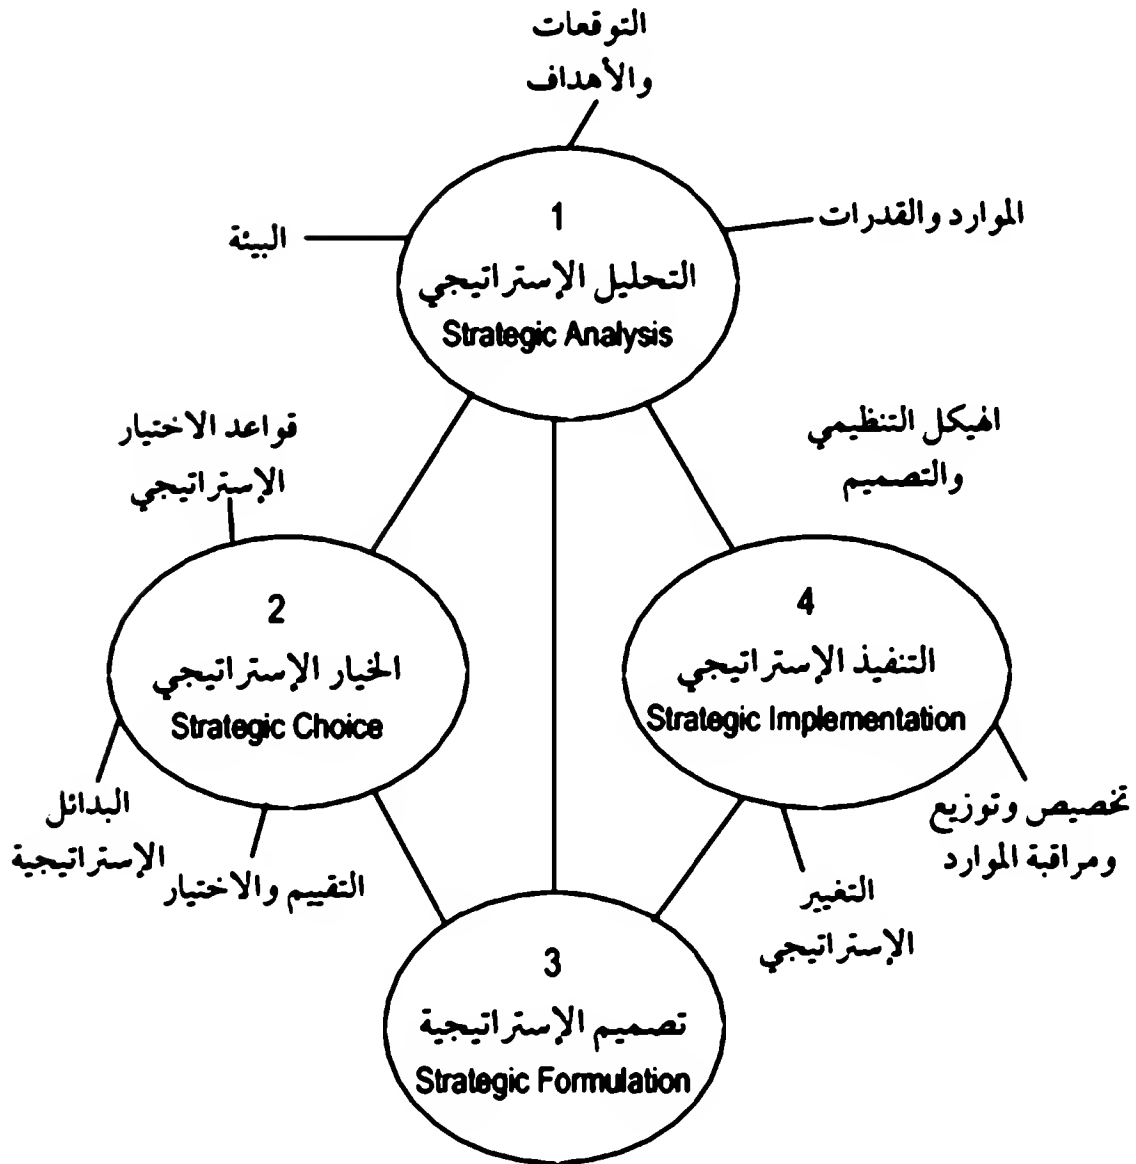 التوقعات
والأهداف
الموارد والقدرات
البيئة
1
التحليل الإستراتيجي
Strategic Analysis
قواعد الاختيار
الإستراتيجي
الهيكل التنظيمي
والتصميم
2
الخيار الإستراتيجي
Strategic Choice
4
التنفيذ الإستراتيجي
Strategic Implementation
البدائل
الإستراتيجية
التقييم والاختيار
تخصيص وتوزيع
ومراقبة الموارد
التغيير
الإستراتيجي
3
تصميم الإستراتيجية
Strategic Formulation